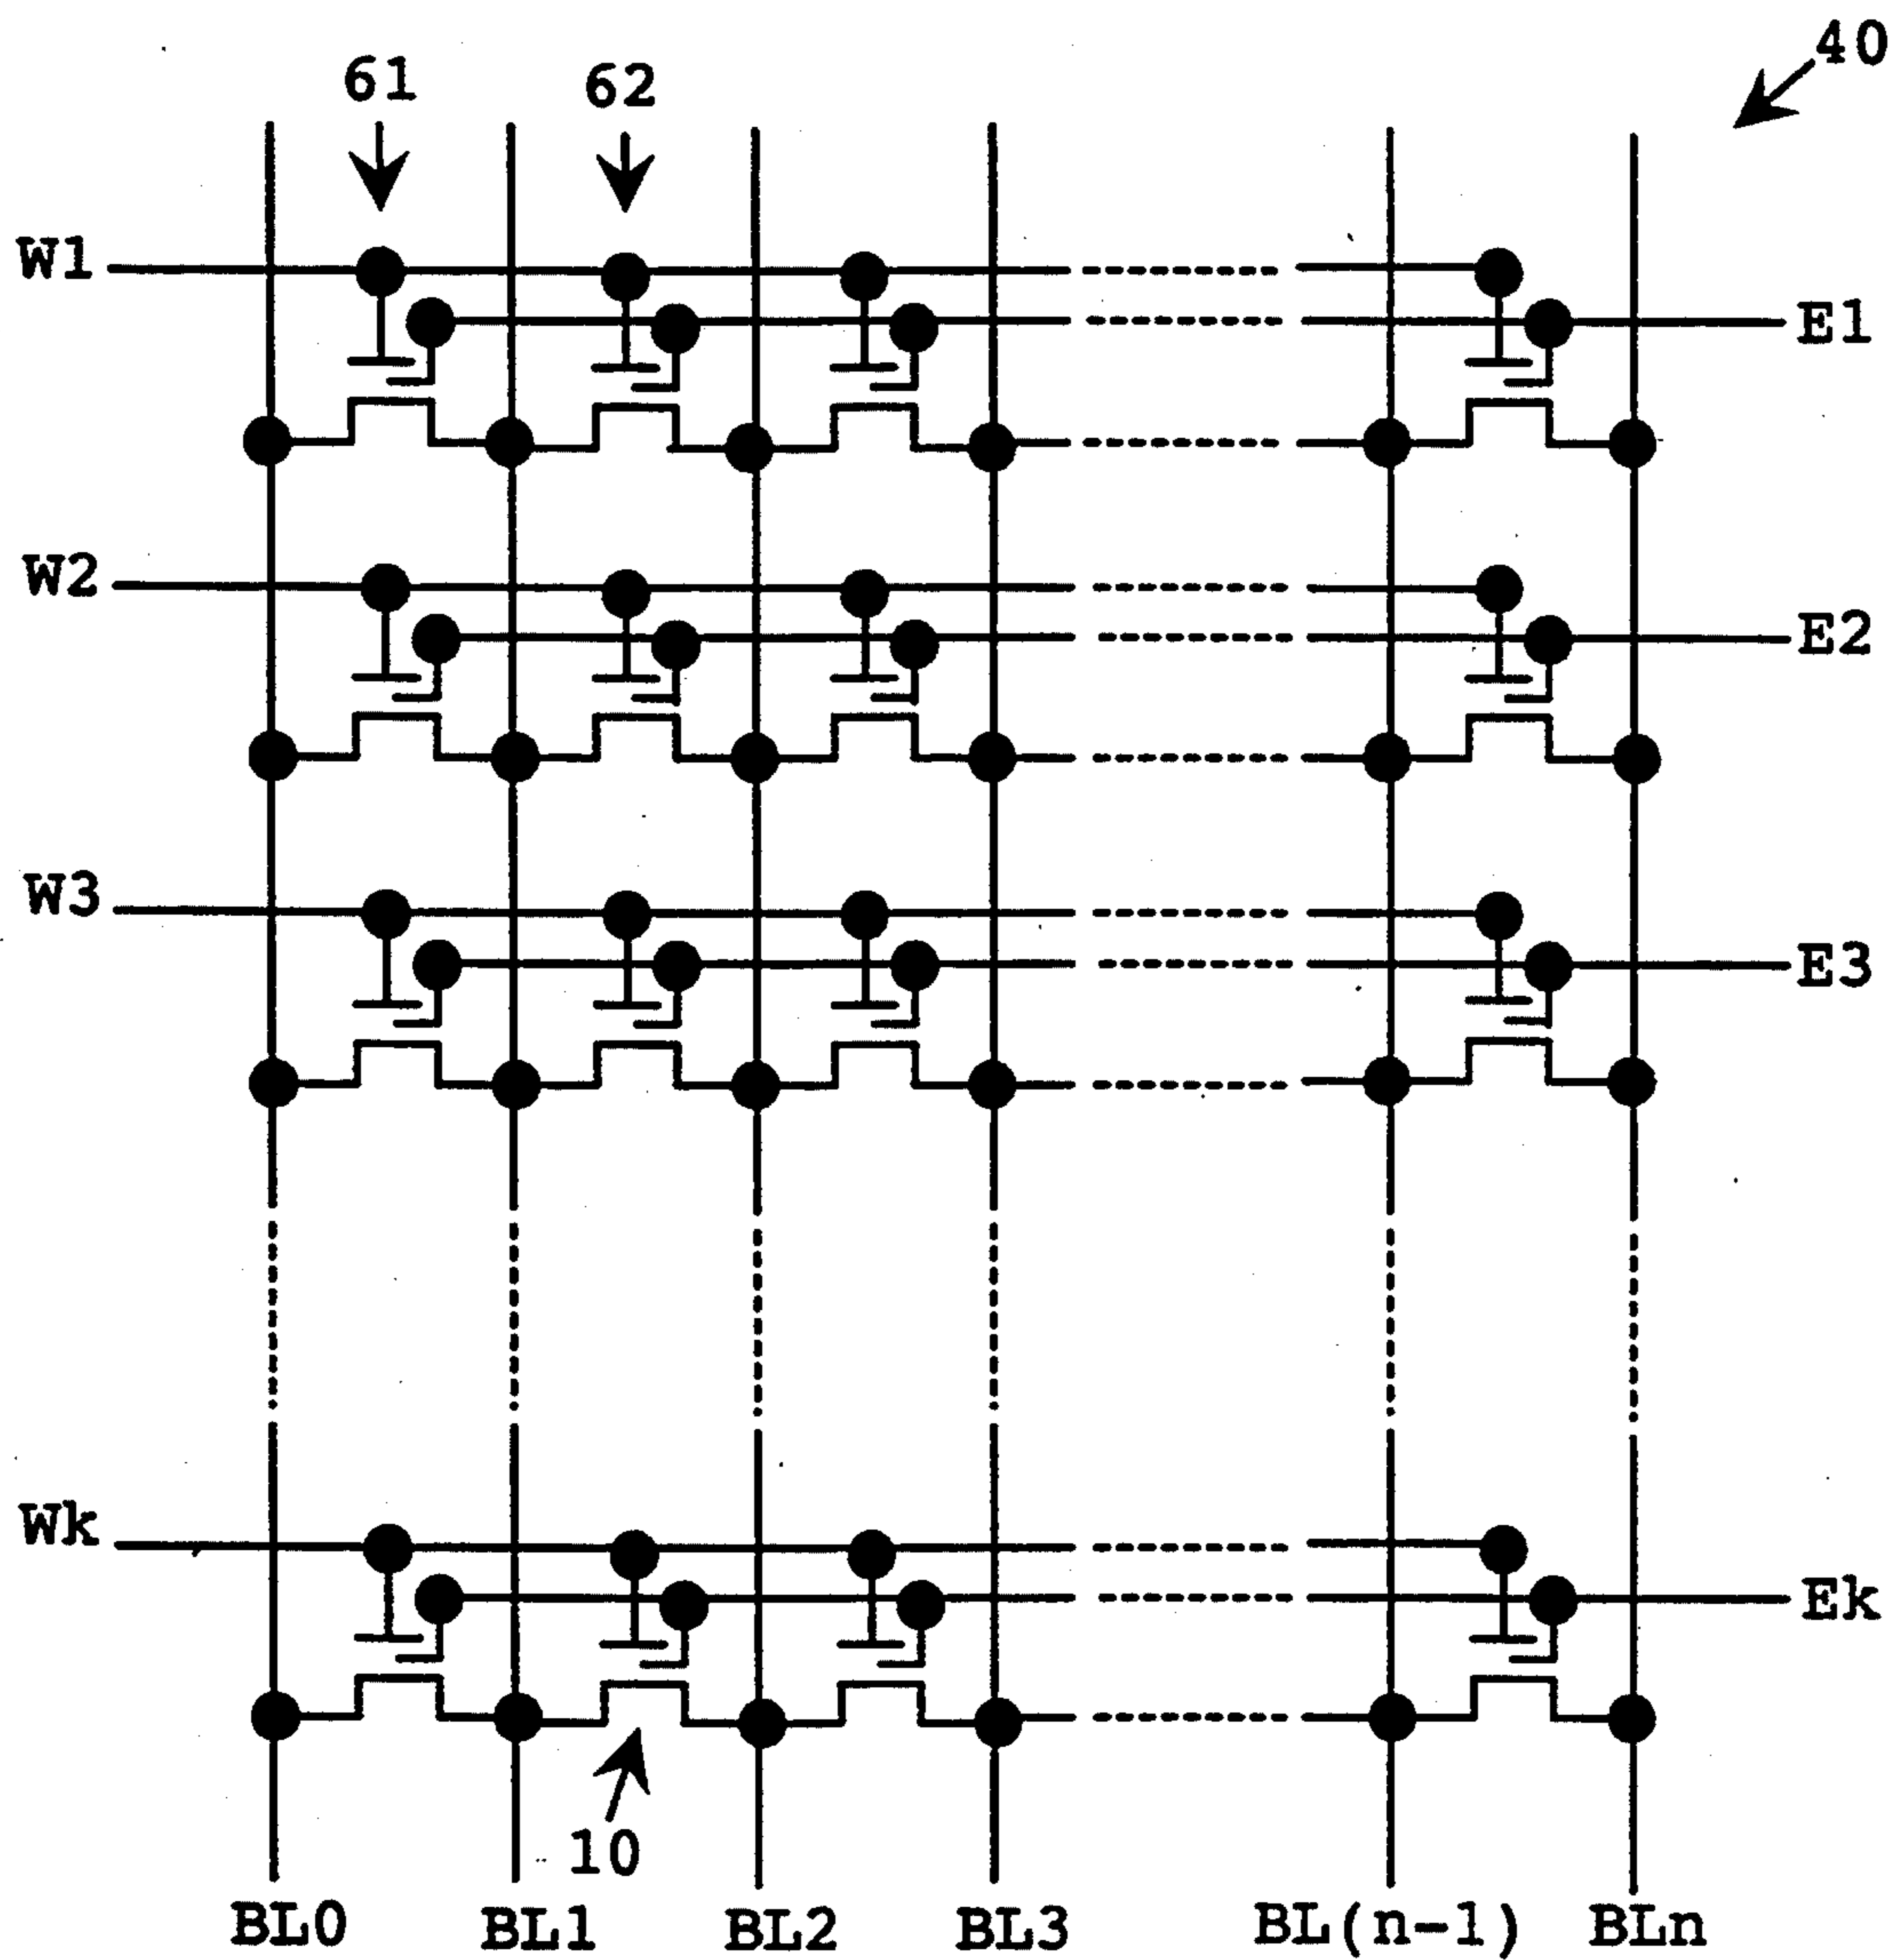 40
61 62
W1
E1
W2
E2
W3
E3
Wk
Ek
10
BL0 BL1 BL2 BL3 BL(n-1) BLn